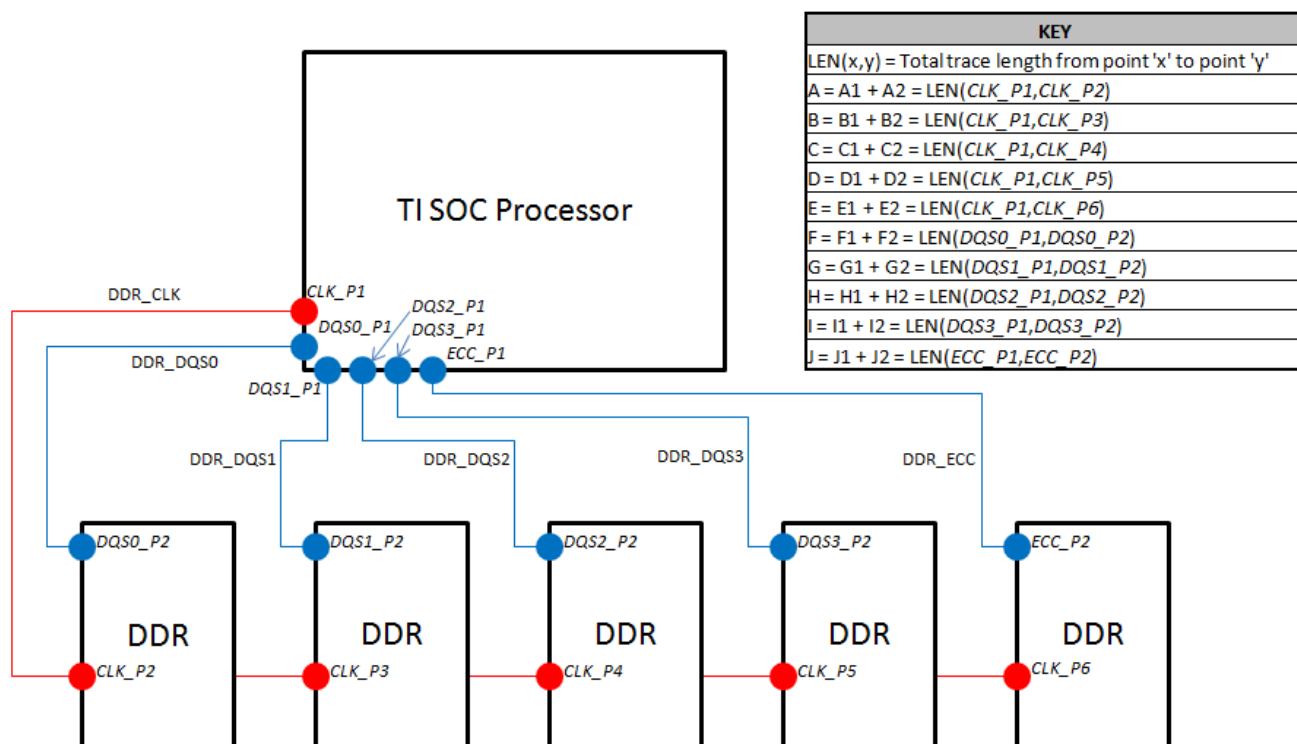 KEY
LEN(x,y) = Total trace length from point 'x' to point 'y'
A = A1 + A2 = LEN(CLK_P1,CLK_P2)
B = B1 + B2 = LEN(CLK_P1,CLK_P3)
C = C1 + C2 = LEN(CLK_P1,CLK_P4)
D = D1 + D2 = LEN(CLK_P1,CLK_P5)
E = E1 + E2 = LEN(CLK_P1,CLK_P6)
F = F1 + F2 = LEN(DQS0_P1,DQS0_P2)
G = G1 + G2 = LEN(DQS1_P1,DQS1_P2)
H = H1 + H2 = LEN(DQS2_P1,DQS2_P2)
I = I1 + I2 = LEN(DQS3_P1,DQS3_P2)
J = J1 + J2 = LEN(ECC_P1,ECC_P2)
TI SOC Processor
DDR_CLK
CLK_P1
DQS2_P1
DQS0_P1
DQS3_P1
ECC_P1
DDR_DQS0
DQS1_P1
DDR_DQS1
DDR_DQS2
DDR_DQS3
DDR_ECC
DQS0_P2
DQS1_P2
DQS2_P2
DQS3_P2
ECC_P2
DDR
DDR
DDR
DDR
DDR
CLK_P2
CLK_P3
CLK_P4
CLK_P5
CLK_P6